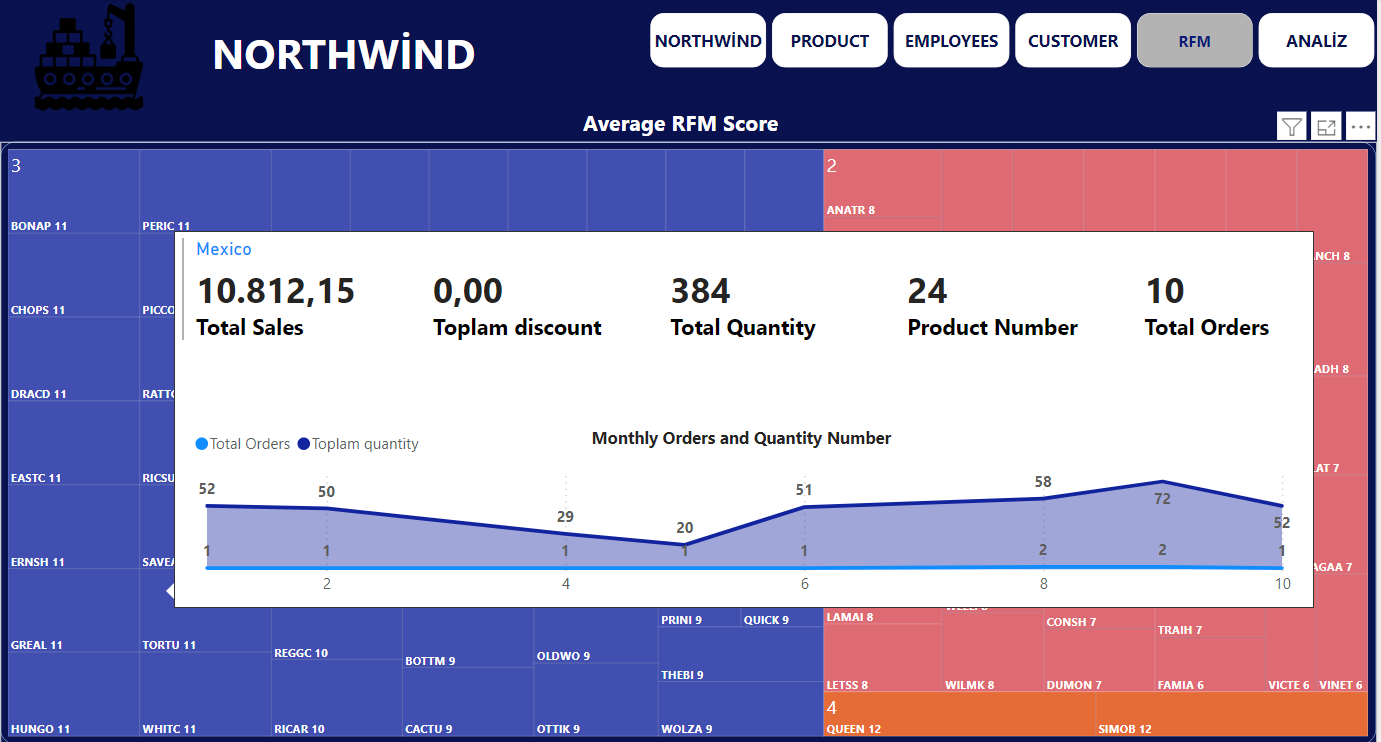 NORTHWİND
NORTHWİND PRODUCT EMPLOYEES CUSTOMER RFM ANALİZ
Average RFM Score
3
2
ANATR 8
BONAP 11 PERIC 11
Mexico
NCH 8
10.812,15 0,00 384 24 10
Total Sales Toplam discount Total Quantity Product Number Total Orders
CHOPS 11 PICCO
ADH 8
DRACD 11 RATTC
Total Orders Toplam quantity
Monthly Orders and Quantity Number
AT 7
EASTC 11 RICSU
52 50 29 20 51 58 72 52
1 1 1 1 1 2 2 1
ERNSH 11 SAVEA
AGAA 7
2 4 6 8 10
LAMAI 8
PRINI 9 QUICK 9
CONSH 7
TRAIH 7
GREAL 11 TORTU 11
REGGC 10 BOTTM 9 OLDWO 9
THEBI 9
LETSS 8 WILMK 8 DUMON 7 FAMIA 6 VICTE 6 VINET 6
4
HUNGO 11 WHITC 11 RICAR 10 CACTU 9 OTTIK 9 WOLZA 9 QUEEN 12 SIMOB 12